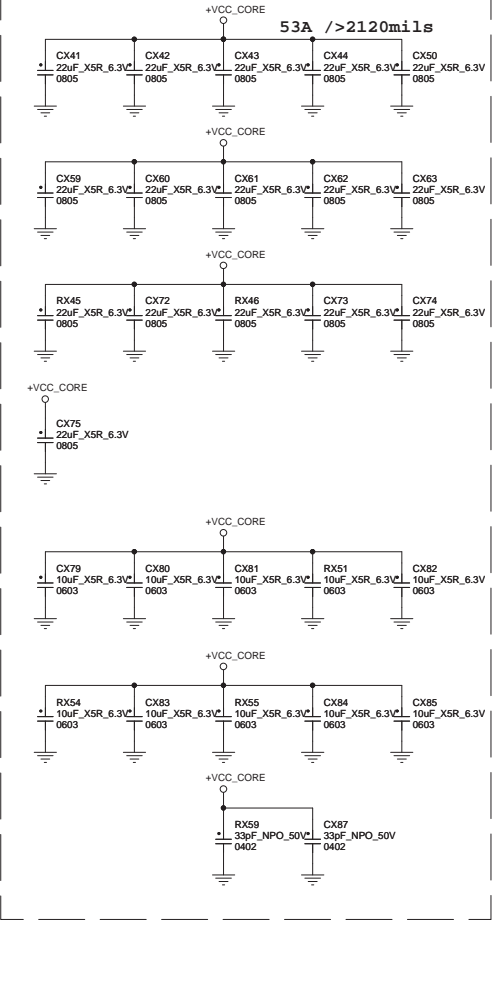 +VCC_CORE
53A />2120mils
CX41 CX42 CX43 CX44 CX50
22uF_X5R_6.3V 22uF_X5R_6.3V 22uF_X5R_6.3V 22uF_X5R_6.3V 22uF_X5R_6.3V
0805 0805 0805 0805 0805
+VCC_CORE
CX59 CX60 CX61 CX62 CX63
22uF_X5R_6.3V 22uF_X5R_6.3V 22uF_X5R_6.3V 22uF_X5R_6.3V 22uF_X5R_6.3V
0805 0805 0805 0805 0805
+VCC_CORE
RX45 CX72 RX46 CX73 CX74
22uF_X5R_6.3V 22uF_X5R_6.3V 22uF_X5R_6.3V 22uF_X5R_6.3V 22uF_X5R_6.3V
0805 0805 0805 0805 0805
+VCC_CORE
CX75
22uF_X5R_6.3V
0805
+VCC_CORE
CX79 CX80 CX81 RX51 CX82
10uF_X5R_6.3V 10uF_X5R_6.3V 10uF_X5R_6.3V 10uF_X5R_6.3V 10uF_X5R_6.3V
0603 0603 0603 0603 0603
+VCC_CORE
RX54 CX83 RX55 CX84 CX85
10uF_X5R_6.3V 10uF_X5R_6.3V 10uF_X5R_6.3V 10uF_X5R_6.3V 10uF_X5R_6.3V
0603 0603 0603 0603 0603
+VCC_CORE
RX59 CX87
33pF_NPO_50V 33pF_NPO_50V
0402 0402